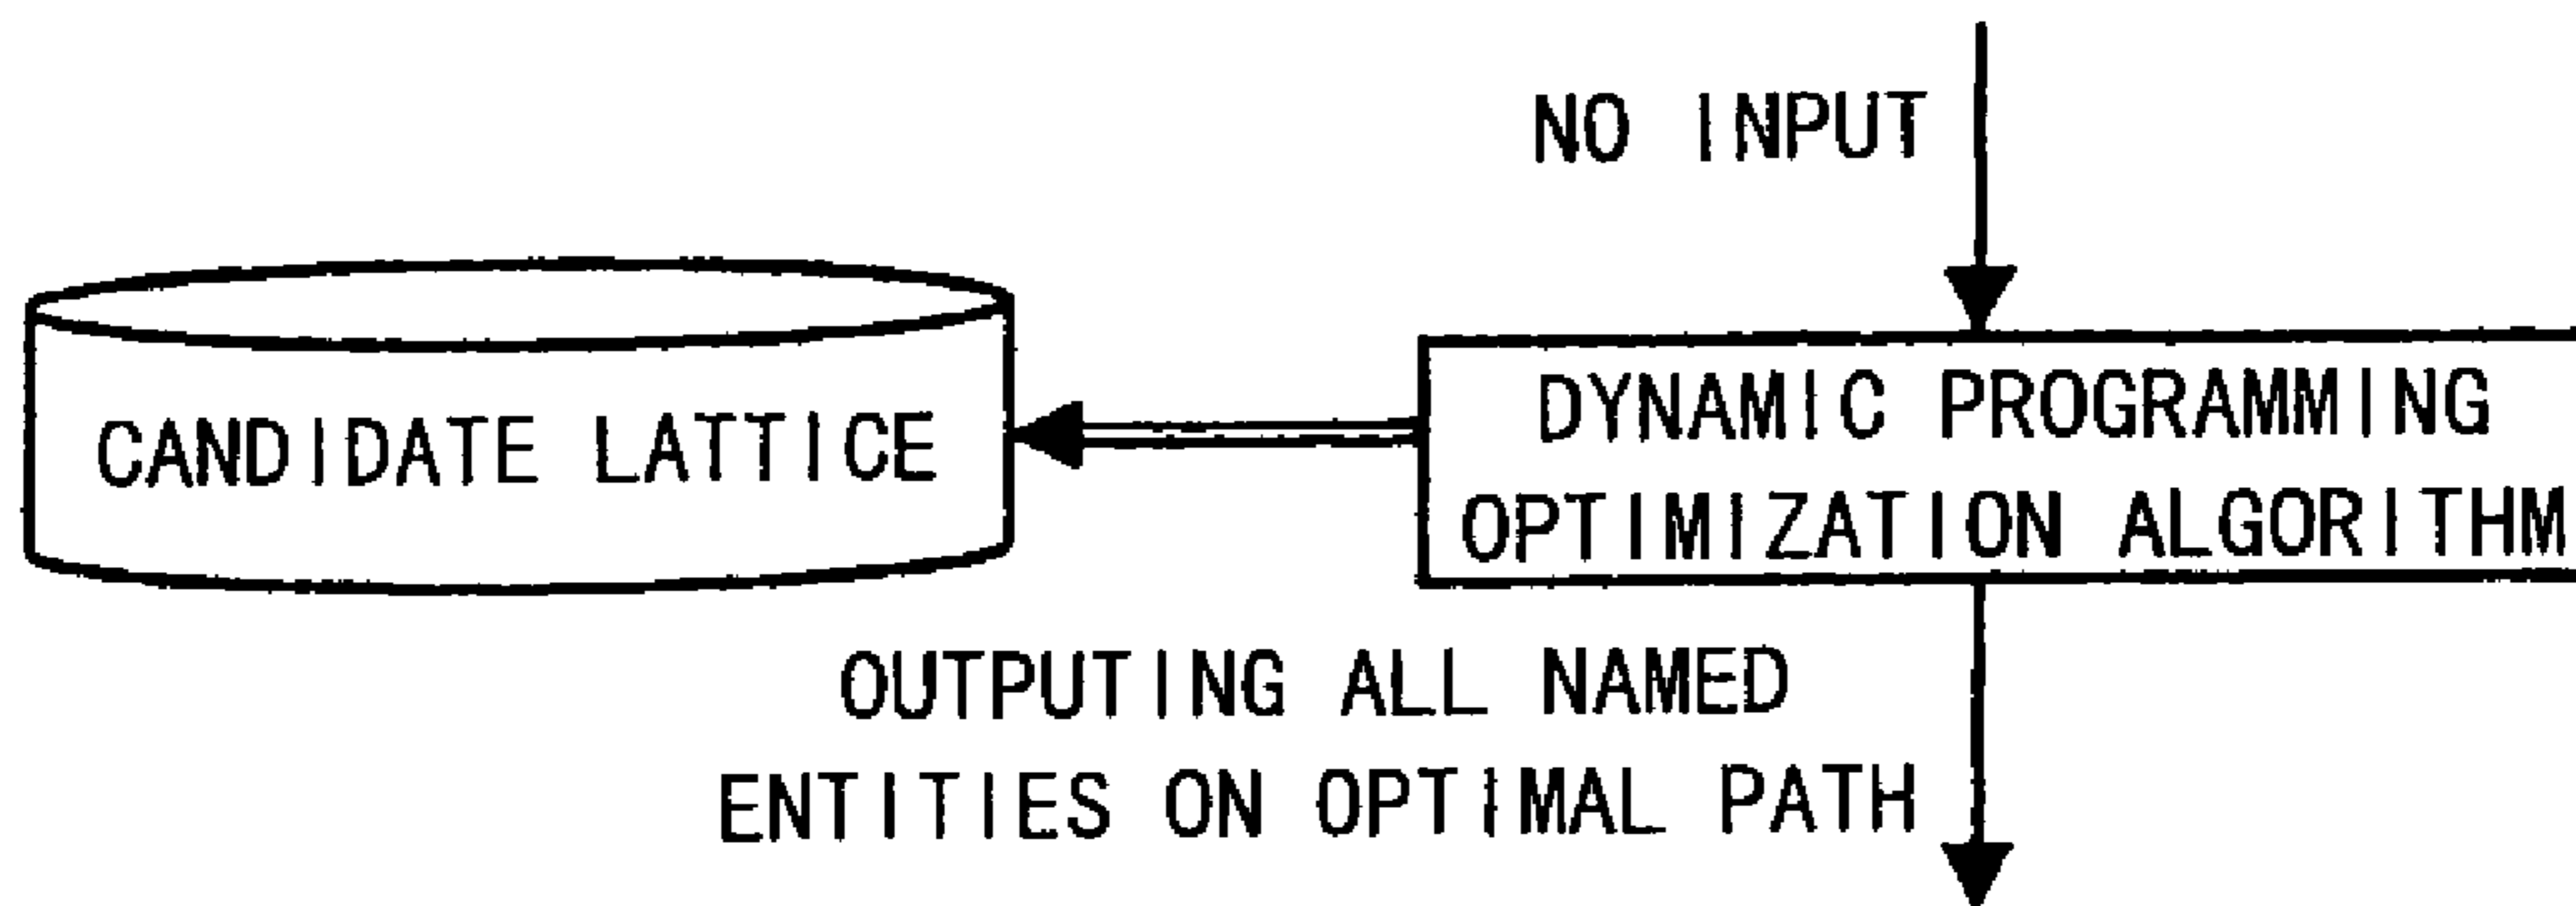 NO INPUT
CANDIDATE LATTICE
DYNAMIC PROGRAMMING
OPTIMIZATION ALGORITHM
OUTPUTING ALL NAMED
ENTITIES ON OPTIMAL PATH